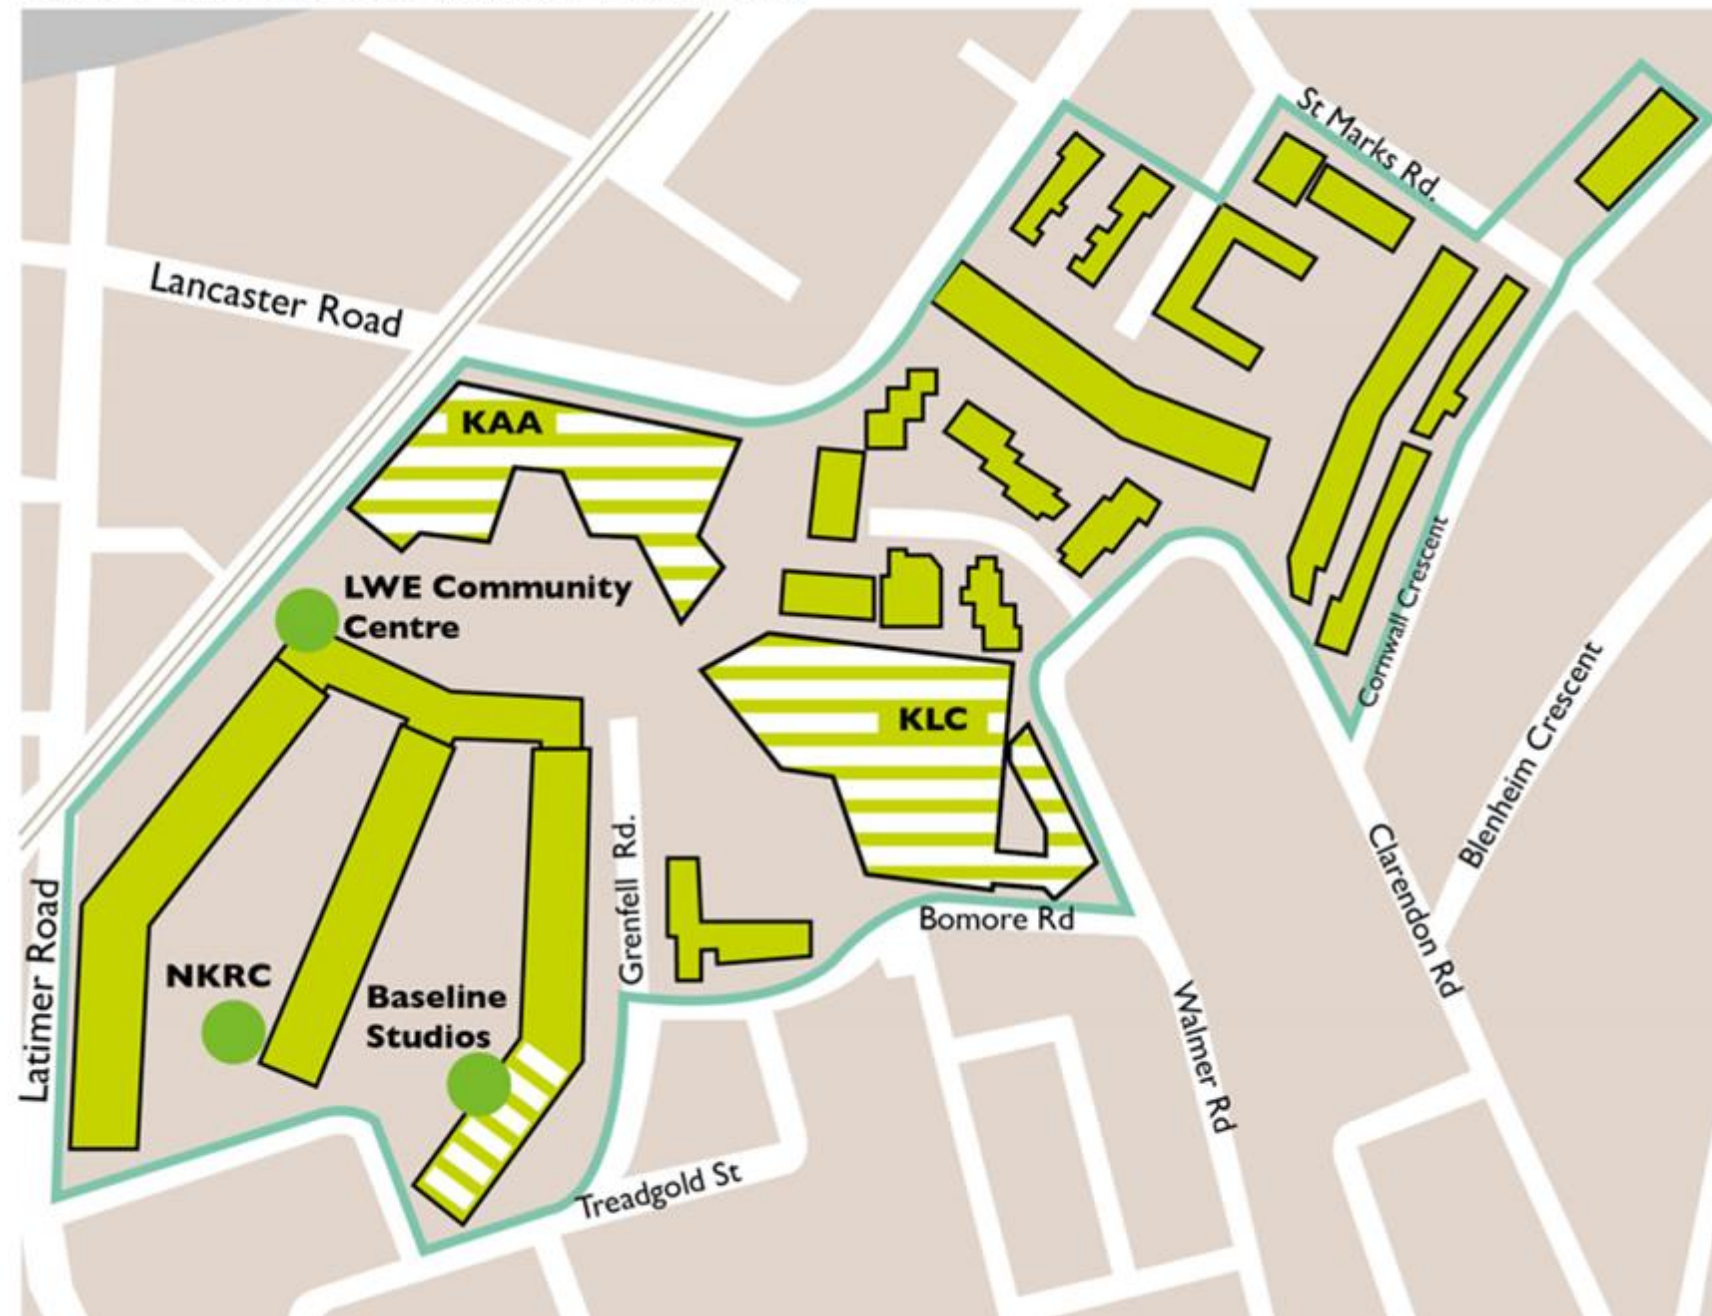 St Marks Rd.
Lancaster Road
KAA
LWE Community
Centre
KLC
Cornwall Crescent
Blenheim Crescent
Grenfell Rd.
Bomore Rd
Clarendon Rd
Latimer Road
NKRC
Baseline
Studios
Walmer Rd
Treadgold St